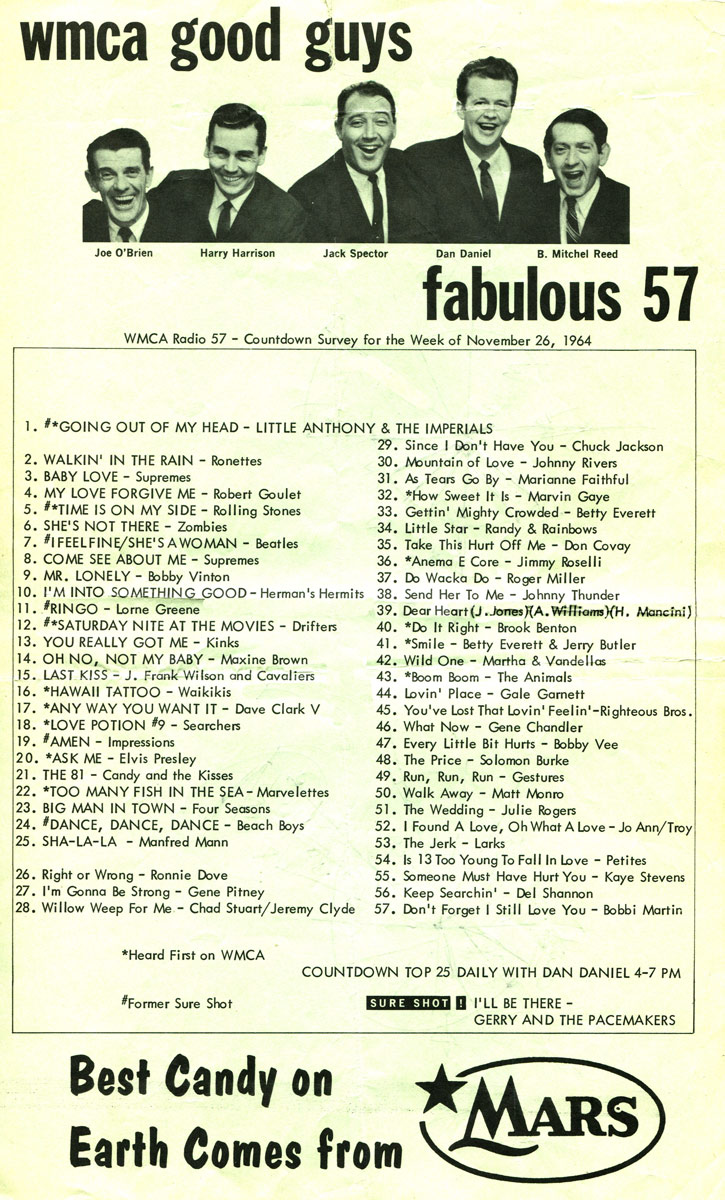 wmca good guys
Joe O'Brien
Harry Harrison
Jack Spector
Dan Daniel
B. Mitchel Reed
fabulous 57
WMCA Radio 57 - Countdown Survey for the Week of November 26, 1964
1. #*GOING OUT OF MY HEAD - LITTLE ANTHONY & THE IMPERIALS
2. WALKIN' IN THE RAIN - Ronettes
3. BABY LOVE - Supremes
4. MY LOVE FORGIVE ME - Robert Goulet
5. #*TIME IS ON MY SIDE - Rolling Stones
6. SHE'S NOT THERE - Zombies
7. #I FEEL FINE/SHE'S A WOMAN - Beatles
8. COME SEE ABOUT ME - Supremes
9. MR. LONELY - Bobby Vinton
10. I'M INTO SOMETHING GOOD - Herman's Hermits
11. #RINGO - Lorne Greene
12. #*SATURDAY NITE AT THE MOVIES - Drifters
13. YOU REALLY GOT ME - Kinks
14. OH NO, NOT MY BABY - Maxine Brown
15. LAST KISS - J. Frank Wilson and Cavaliers
16. *HAWAII TATTOO - Waikikis
17. *ANY WAY YOU WANT IT - Dave Clark V
18. *LOVE POTION #9 - Searchers
19. #AMEN - Impressions
20. *ASK ME - Elvis Presley
21. THE 81 - Candy and the Kisses
22. *TOO MANY FISH IN THE SEA - Marvelettes
23. BIG MAN IN TOWN - Four Seasons
24. #DANCE, DANCE, DANCE - Beach Boys
25. SHA-LA-LA - Manfred Mann
26. Right or Wrong - Ronnie Dove
27. I'm Gonna Be Strong - Gene Pitney
28. Willow Weep For Me - Chad Stuart/Jeremy Clyde
29. Since I Don't Have You - Chuck Jackson
30. Mountain of Love - Johnny Rivers
31. As Tears Go By - Marianne Faithful
32. *How Sweet It Is - Marvin Gaye
33. Gettin' Mighty Crowded - Betty Everett
34. Little Star - Randy & Rainbows
35. Take This Hurt Off Me - Don Covay
36. *Anema E Core - Jimmy Roselli
37. Do Wacka Do - Roger Miller
38. Send Her To Me - Johnny Thunder
39. Dear Heart (J. Jones)(A. Williams)(H. Mancini)
40. *Do It Right - Brook Benton
41. *Smile - Betty Everett & Jerry Butler
42. Wild One - Martha & Vandellas
43. *Boom Boom - The Animals
44. Lovin' Place - Gale Garnett
45. You've Lost That Lovin' Feelin'-Righteous Bros.
46. What Now - Gene Chandler
47. Every Little Bit Hurts - Bobby Vee
48. The Price - Solomon Burke
49. Run, Run, Run - Gestures
50. Walk Away - Matt Monro
51. The Wedding - Julie Rogers
52. I Found A Love, Oh What A Love - Jo Ann/Troy
53. The Jerk - Larks
54. Is 13 Too Young To Fall In Love - Petites
55. Someone Must Have Hurt You - Kaye Stevens
56. Keep Searchin' - Del Shannon
57. Don't Forget I Still Love You - Bobbi Martin
*Heard First on WMCA
COUNTDOWN TOP 25 DAILY WITH DAN DANIEL 4-7 PM
#Former Sure Shot
SURE SHOT ! I'LL BE THERE -
GERRY AND THE PACEMAKERS
Best Candy on
Earth Comes from
MARS